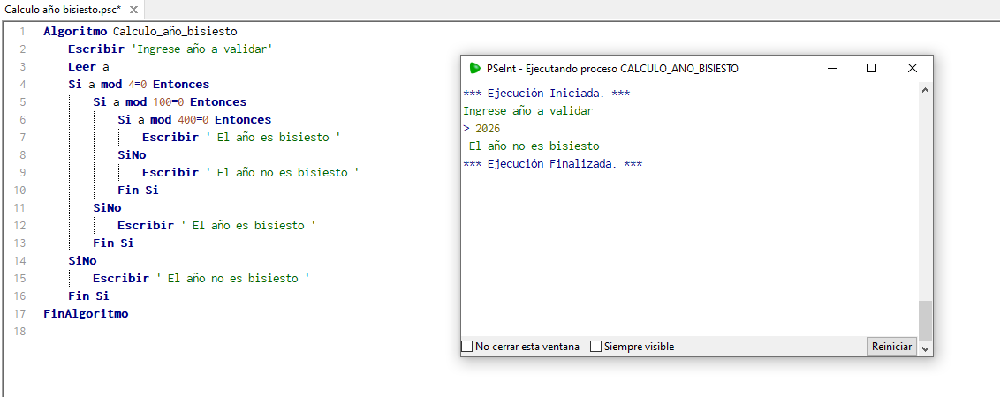 Calculo año bisiesto.psc*
1 Algoritmo Calculo_año_bisiesto
2 Escribir 'Ingrese año a validar'
3 Leer a
4 Si a mod 4=0 Entonces
5 Si a mod 100=0 Entonces
6 Si a mod 400=0 Entonces
7 Escribir ' El año es bisiesto '
8 SiNo
9 Escribir ' El año no es bisiesto '
10 Fin Si
11 SiNo
12 Escribir ' El año es bisiesto '
13 Fin Si
14 SiNo
15 Escribir ' El año no es bisiesto '
16 Fin Si
17 FinAlgoritmo
18
PSeInt - Ejecutando proceso CALCULO_ANO_BISIESTO
*** Ejecución Iniciada. ***
Ingrese año a validar
> 2026
El año no es bisiesto
*** Ejecución Finalizada. ***
No cerrar esta ventana Siempre visible Reiniciar